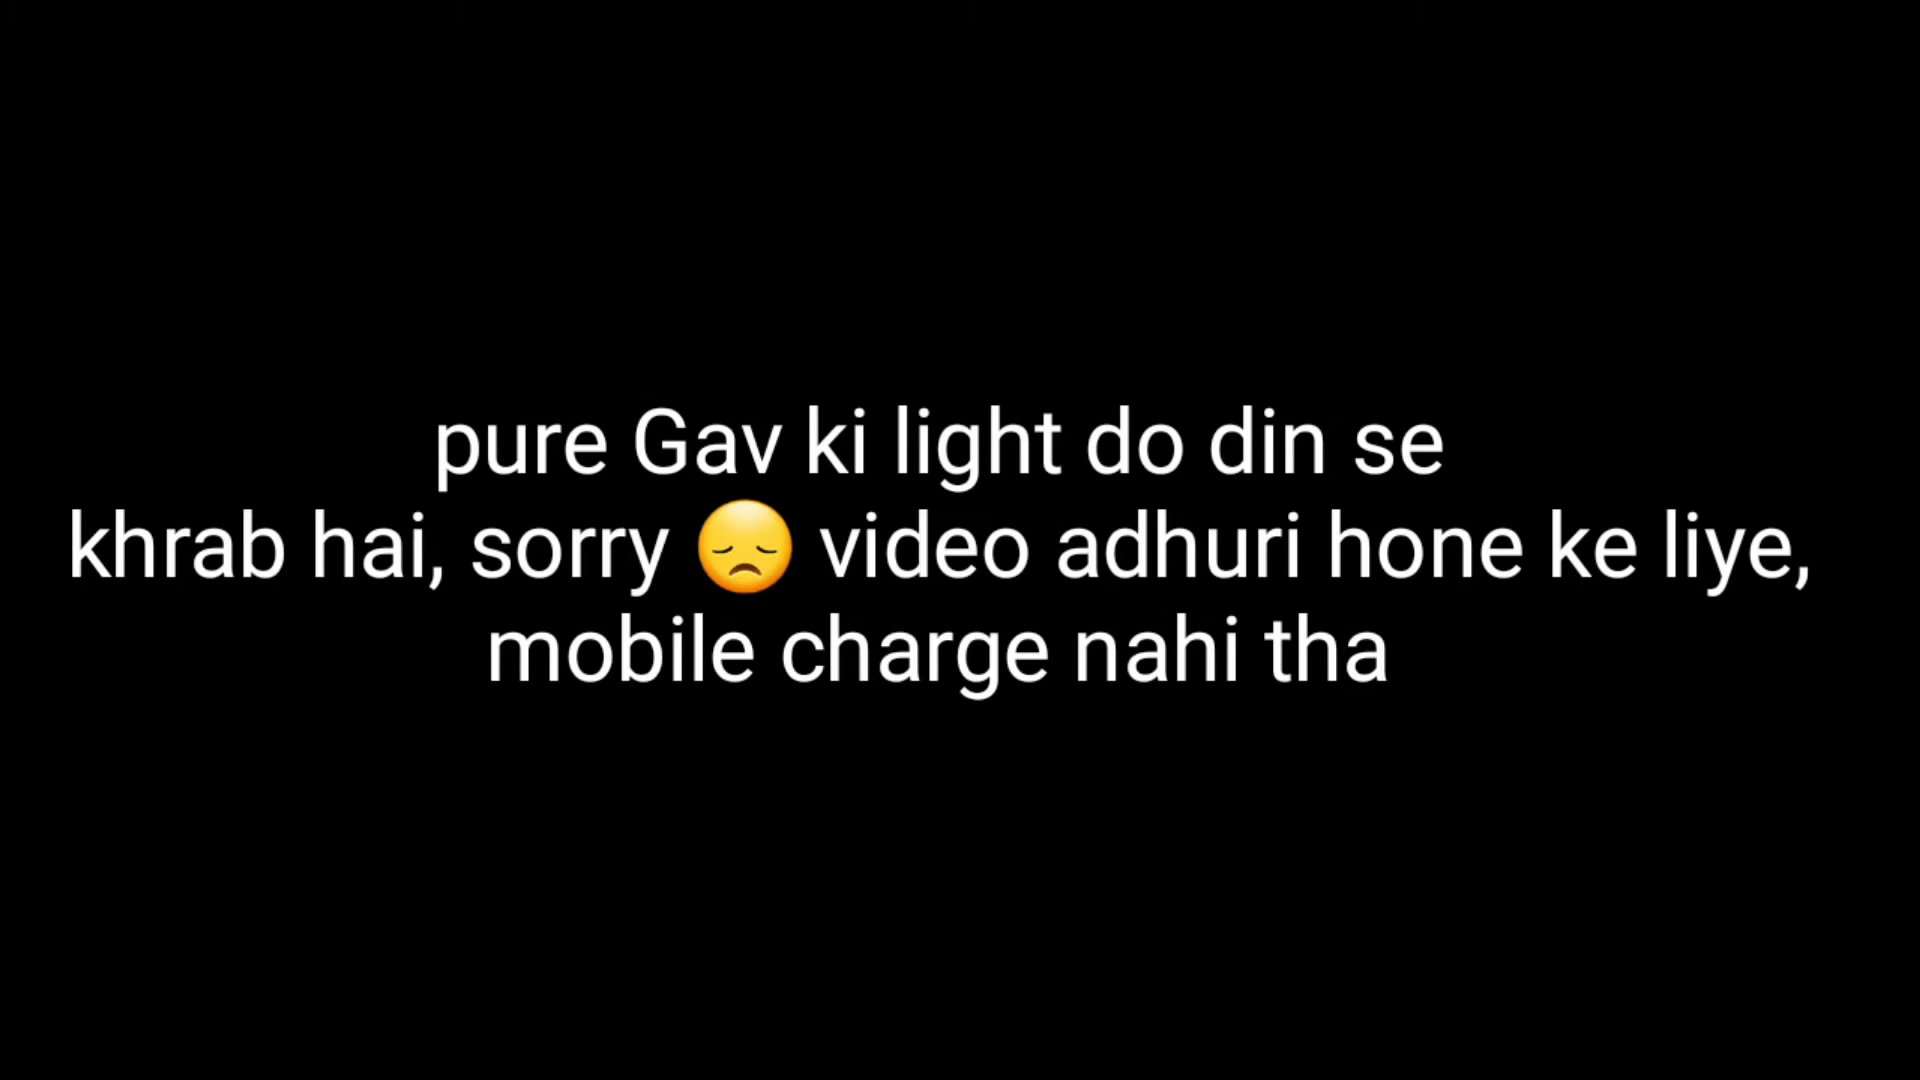 pure Gav ki light do din se
khrab hai, sorry 😞 video adhuri hone ke liye,
mobile charge nahi tha